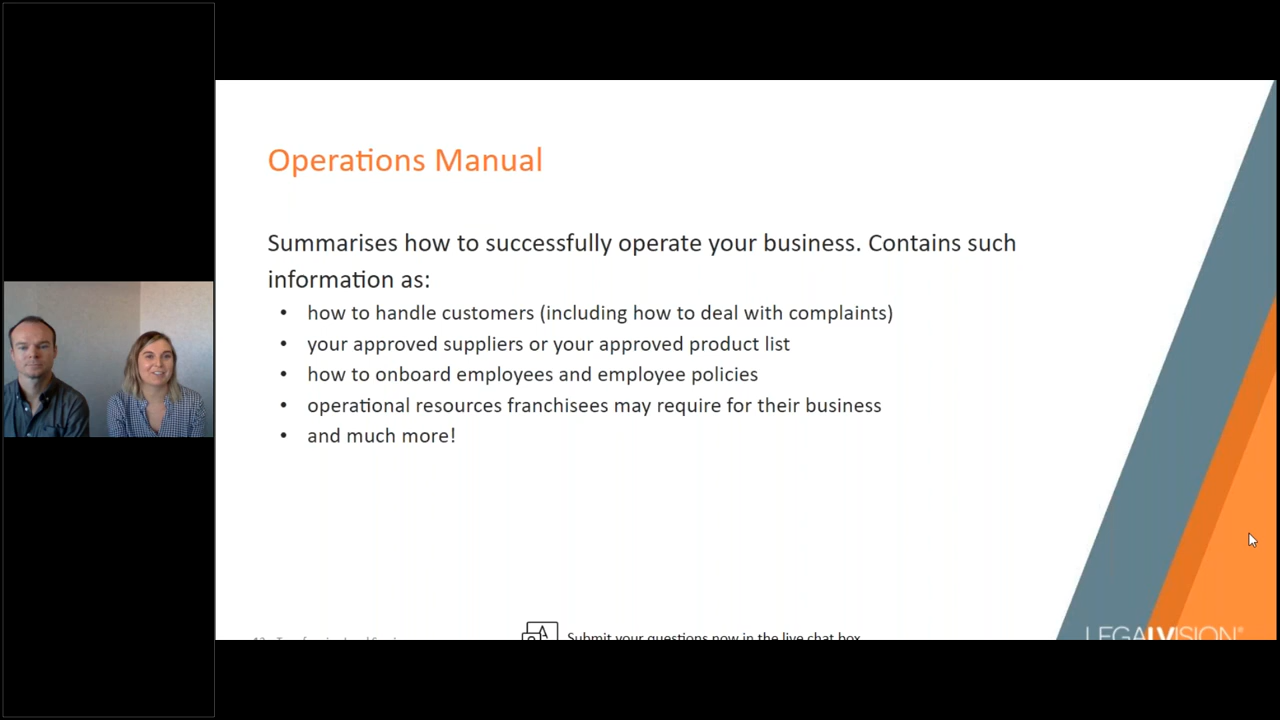 Operations Manual
Summarises how to successfully operate your business. Contains such
information as:
• how to handle customers (including how to deal with complaints)
• your approved suppliers or your approved product list
• how to onboard employees and employee policies
• operational resources franchisees may require for their business
• and much more!
A
Submit your questions now in the live chat box
LEGALVISION®